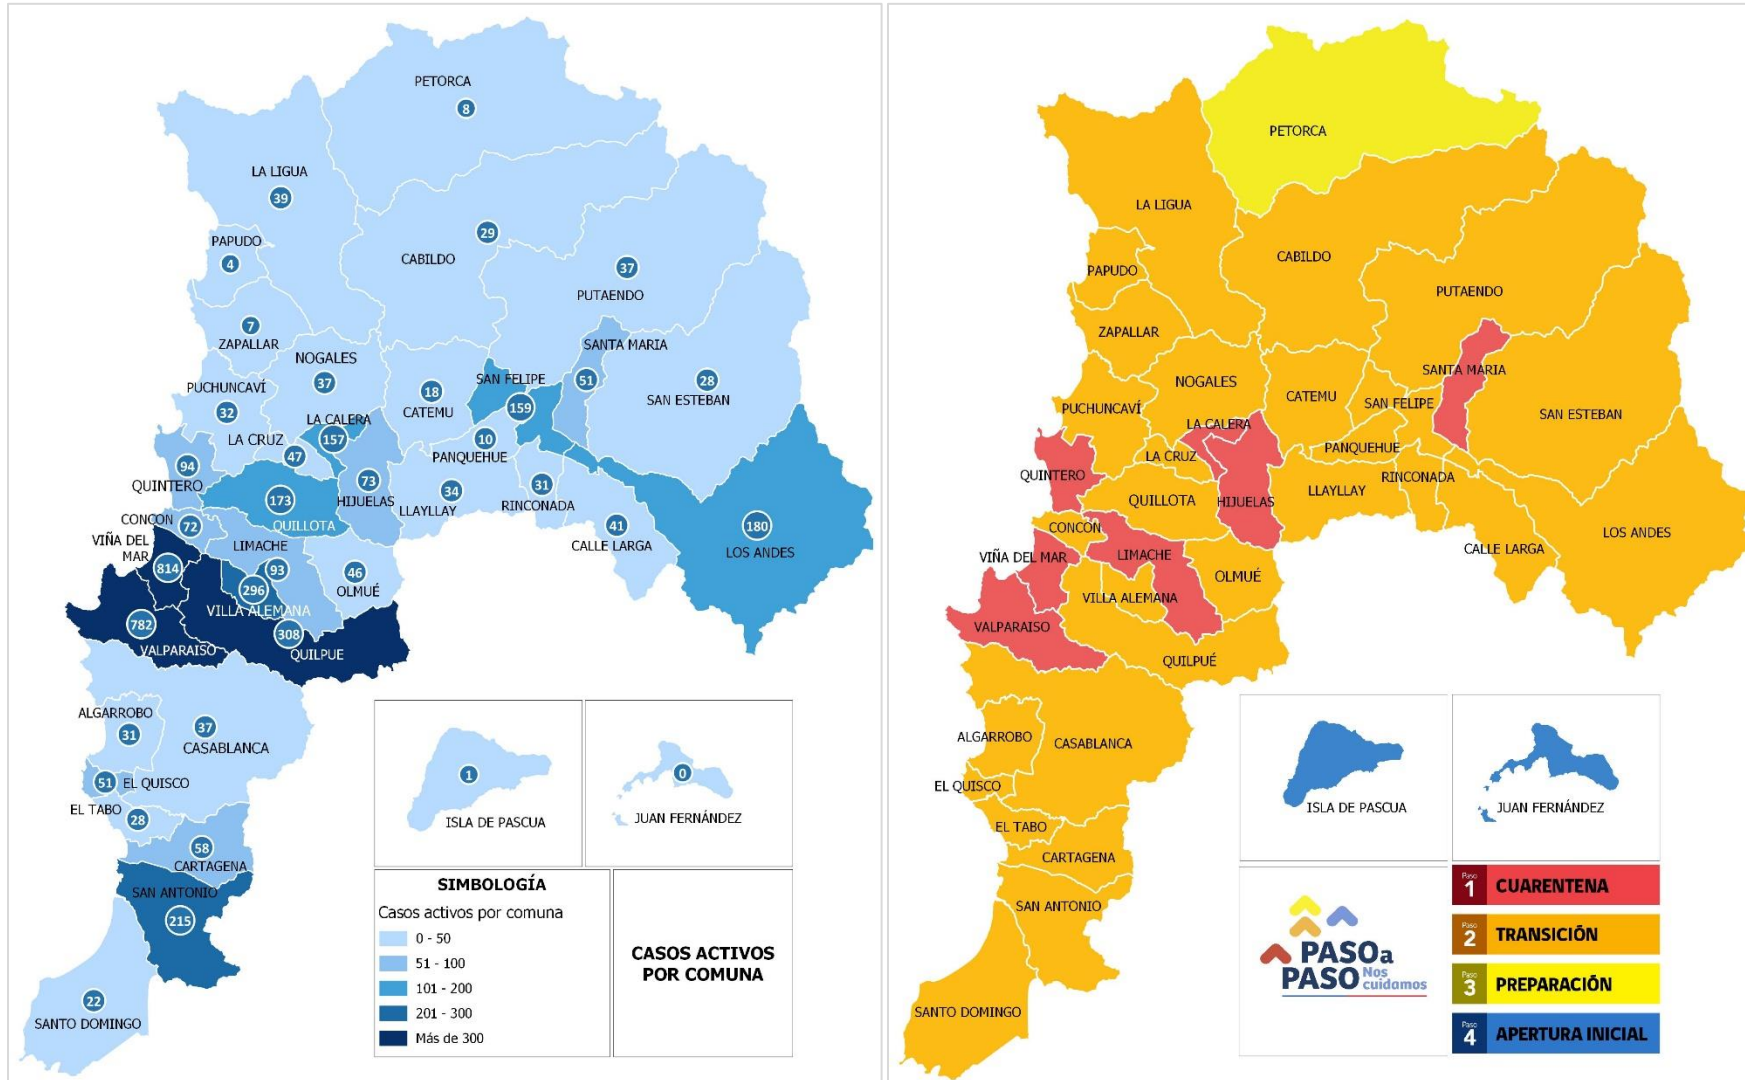 PETORCA
8
LA LIGUA
39
29
CABILDO
PAPUDO
4
37
PUTAENDO
7
ZAPALLAR
NOGALES
37
SANTA MARIA
51
28
SAN ESTEBAN
SAN FELIPE
159
18
CATEMU
PUCHUNCAVÍ
32
LA CALERA
157
LA CRUZ
47
10
PANQUEHUE
94
QUINTERO
173
QUILLOTA
73
HIJUELAS
34
LLAYLLAY
31
RINCONADA
41
CALLE LARGA
180
LOS ANDES
CONCON
72
VIÑA DEL
MAR
814
LIMACHE
93
46
OLMUÉ
296
VILLA ALEMANA
782
VALPARAISO
308
QUILPUE
ALGARROBO
31
37
CASABLANCA
51
EL QUISCO
EL TABO
28
58
CARTAGENA
SAN ANTONIO
215
22
SANTO DOMINGO
1
ISLA DE PASCUA
0
JUAN FERNÁNDEZ
SIMBOLOGÍA
Casos activos por comuna
0 - 50
51 - 100
101 - 200
201 - 300
Más de 300
CASOS ACTIVOS
POR COMUNA
PETORCA
LA LIGUA
CABILDO
PAPUDO
PUTAENDO
ZAPALLAR
SANTA MARIA
NOGALES
CATEMU
SAN FELIPE
SAN ESTEBAN
PUCHUNCAVÍ
LA CALERA
PANQUEHUE
LA CRUZ
RINCONADA
QUINTERO
QUILLOTA
HIJUELAS
LLAYLLAY
CONCÓN
LOS ANDES
VIÑA DEL MAR
LIMACHE
CALLE LARGA
OLMUÉ
VILLA ALEMANA
VALPARAISO
QUILPUÉ
ALGARROBO
CASABLANCA
EL QUISCO
EL TABO
CARTAGENA
SAN ANTONIO
SANTO DOMINGO
ISLA DE PASCUA
JUAN FERNÁNDEZ
PASO a
PASO Nos
cuidamos
Paso
1 CUARENTENA
Paso
2 TRANSICIÓN
Paso
3 PREPARACIÓN
Paso
4 APERTURA INICIAL